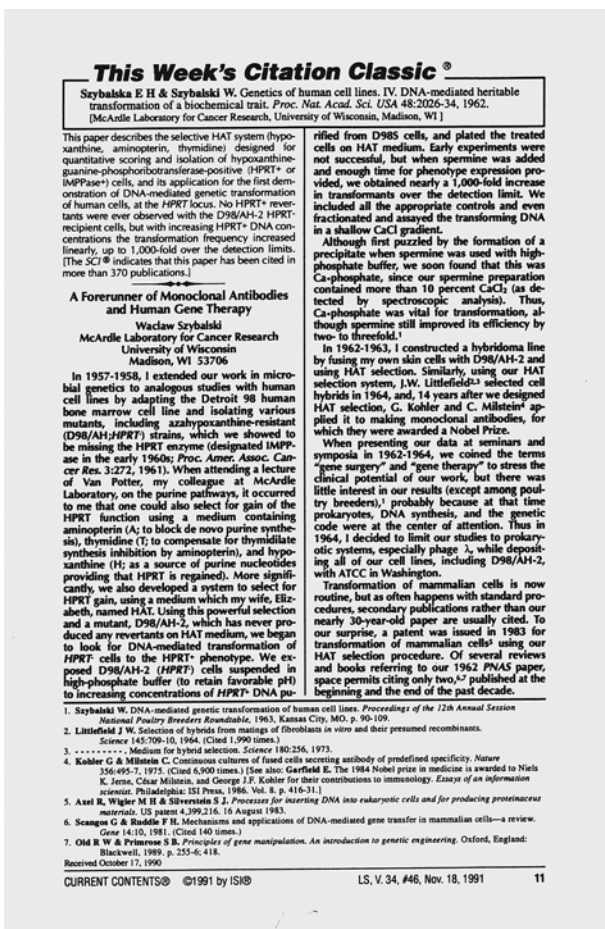 This Week's Citation Classic ®
Szybalska E H & Szybalski W. Genetics of human cell lines. IV. DNA-mediated heritable
transformation of a biochemical trait. Proc. Nat. Acad. Sci. USA 48:2026-34, 1962.
[McArdle Laboratory for Cancer Research, University of Wisconsin, Madison, WI ]
This paper describes the selective HAT system (hypo-
xanthine, aminopterin, thymidine) designed for
quantitative scoring and isolation of hypoxanthine-
guanine-phosphoribotransferase-positive (HPRT+ or
IMPPase+) cells, and its application for the first dem-
onstration of DNA-mediated genetic transformation
of human cells, at the HPRT locus. No HPRT+ rever-
tants were ever observed with the D98/AH-2 HPRT-
recipient cells, but with increasing HPRT+ DNA con-
centrations the transformation frequency increased
linearly, up to 1,000-fold over the detection limits.
[The SCI® indicates that this paper has been cited in
more than 370 publications.]
A Forerunner of Monoclonal Antibodies
and Human Gene Therapy
Waclaw Szybalski
McArdle Laboratory for Cancer Research
University of Wisconsin
Madison, WI 53706
In 1957-1958, I extended our work in micro-
bial genetics to analogous studies with human
cell lines by adapting the Detroit 98 human
bone marrow cell line and isolating various
mutants, including azahypoxanthine-resistant
(D98/AH;HPRT-) strains, which we showed to
be missing the HPRT enzyme (designated IMPP-
ase in the early 1960s; Proc. Amer. Assoc. Can-
cer Res. 3:272, 1961). When attending a lecture
of Van Potter, my colleague at McArdle
Laboratory, on the purine pathways, it occurred
to me that one could also select for gain of the
HPRT function using a medium containing
aminopterin (A; to block de novo purine synthe-
sis), thymidine (T; to compensate for thymidilate
synthesis inhibition by aminopterin), and hypo-
xanthine (H; as a source of purine nucleotides
providing that HPRT is regained). More signifi-
cantly, we also developed a system to select for
HPRT gain, using a medium which my wife, Eliz-
abeth, named HAT. Using this powerful selection
and a mutant, D98/AH-2, which has never pro-
duced any revertants on HAT medium, we began
to look for DNA-mediated transformation of
HPRT- cells to the HPRT+ phenotype. We ex-
posed D98/AH-2 (HPRT-) cells suspended in
high-phosphate buffer (to retain favorable pH)
to increasing concentrations of HPRT+ DNA pu-
rified from D98S cells, and plated the treated
cells on HAT medium. Early experiments were
not successful, but when spermine was added
and enough time for phenotype expression pro-
vided, we obtained nearly a 1,000-fold increase
in transformants over the detection limit. We
included all the appropriate controls and even
fractionated and assayed the transforming DNA
in a shallow CaCl gradient.
Although first puzzled by the formation of a
precipitate when spermine was used with high-
phosphate buffer, we soon found that this was
Ca-phosphate, since our spermine preparation
contained more than 10 percent CaCl2 (as de-
tected by spectroscopic analysis). Thus,
Ca-phosphate was vital for transformation, al-
though spermine still improved its efficiency by
two- to threefold.1
In 1962-1963, I constructed a hybridoma line
by fusing my own skin cells with D98/AH-2 and
using HAT selection. Similarly, using our HAT
selection system, J.W. Littlefield2,3 selected cell
hybrids in 1964, and, 14 years after we designed
HAT selection, G. Kohler and C. Milstein4 ap-
plied it to making monoclonal antibodies, for
which they were awarded a Nobel Prize.
When presenting our data at seminars and
symposia in 1962-1964, we coined the terms
"gene surgery" and "gene therapy" to stress the
clinical potential of our work, but there was
little interest in our results (except among poul-
try breeders),1 probably because at that time
prokaryotes, DNA synthesis, and the genetic
code were at the center of attention. Thus in
1964, I decided to limit our studies to prokary-
otic systems, especially phage λ, while deposit-
ing all of our cell lines, including D98/AH-2,
with ATCC in Washington.
Transformation of mammalian cells is now
routine, but as often happens with standard pro-
cedures, secondary publications rather than our
nearly 30-year-old paper are usually cited. To
our surprise, a patent was issued in 1983 for
transformation of mammalian cells5 using our
HAT selection procedure. Of several reviews
and books referring to our 1962 PNAS paper,
space permits citing only two,6,7 published at the
beginning and the end of the past decade.
1. Szybalski W. DNA-mediated genetic transformation of human cell lines. Proceedings of the 12th Annual Session
National Poultry Breeders Roundtable, 1963, Kansas City, MO. p. 90-109.
2. Littlefield J W. Selection of hybrids from matings of fibroblasts in vitro and their presumed recombinants.
Science 145:709-10, 1964. (Cited 1,990 times.)
3. - - - - - - - - - -. Medium for hybrid selection. Science 180:256, 1973.
4. Kohler G & Milstein C. Continuous cultures of fused cells secreting antibody of predefined specificity. Nature
356:495-7, 1975. (Cited 6,900 times.) [See also: Garfield E. The 1984 Nobel prize in medicine is awarded to Niels
K. Jerne, César Milstein, and George J.F. Kohler for their contributions to immunology. Essays of an information
scientist. Philadelphia: ISI Press, 1986. Vol. 8. p. 416-31.]
5. Axel R, Wigler M H & Silverstein S J. Processes for inserting DNA into eukaryotic cells and for producing proteinaceus
materials. US patent 4,399,216. 16 August 1983.
6. Scangos G & Ruddle F H. Mechanisms and applications of DNA-mediated gene transfer in mammalian cells—a review.
Gene 14:10, 1981. (Cited 140 times.)
7. Old R W & Primrose S B. Principles of gene manipulation. An introduction to genetic engineering. Oxford, England:
Blackwell, 1989. p. 255-6; 418.
Received October 17, 1990
CURRENT CONTENTS® ©1991 by ISI® LS, V. 34, #46, Nov. 18, 1991 11